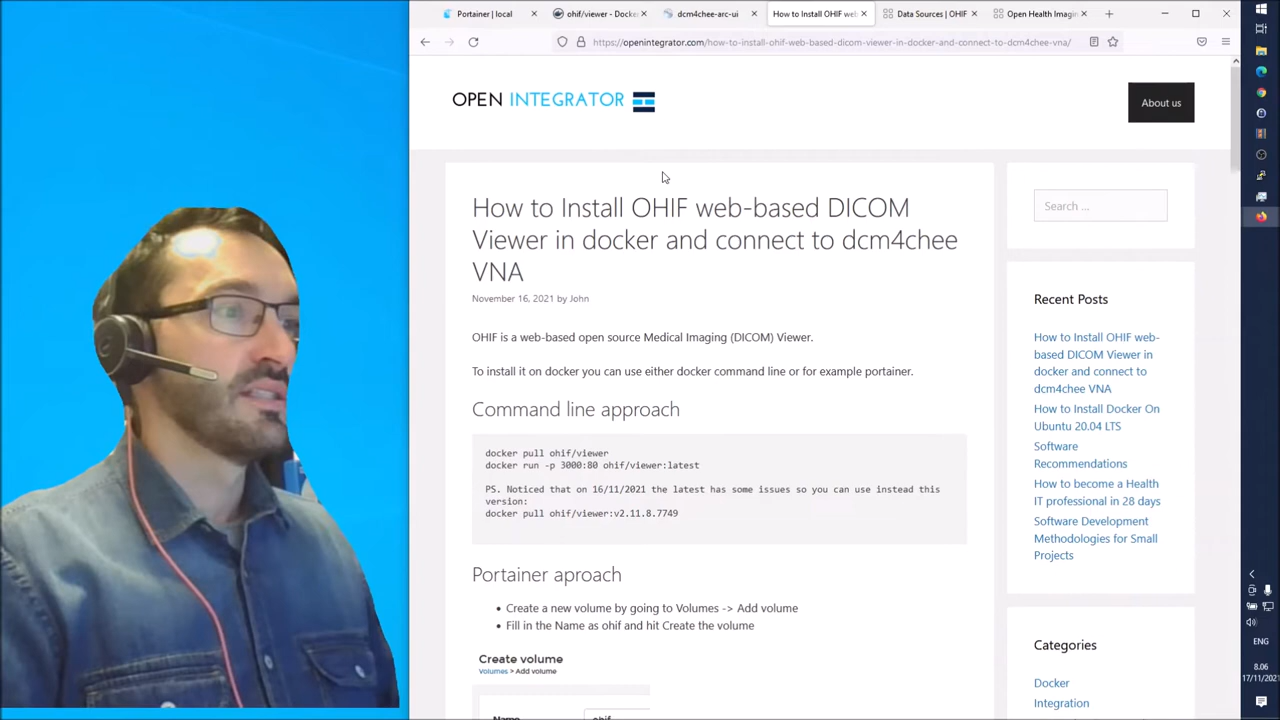 Portainer | local
ohif/viewer - Docke
dcm4chee-arc-ui
How to Install OHIF web
Data Sources | OHIF
Open Health Imagin
https://openintegrator.com/how-to-install-ohif-web-based-dicom-viewer-in-docker-and-connect-to-dcm4chee-vna/
OPEN INTEGRATOR
About us
How to Install OHIF web-based DICOM
Viewer in docker and connect to dcm4chee
VNA
November 16, 2021 by John
OHIF is a web-based open source Medical Imaging (DICOM) Viewer.
To install it on docker you can use either docker command line or for example portainer.
Command line approach
docker pull ohif/viewer
docker run -p 3000:80 ohif/viewer:latest
PS. Noticed that on 16/11/2021 the latest has some issues so you can use instead this
version:
docker pull ohif/viewer:v2.11.8.7749
Portainer aproach
Create a new volume by going to Volumes -> Add volume
Fill in the Name as ohif and hit Create the volume
Create volume
Volumes > Add volume
Name
ohif
Search ...
Recent Posts
How to Install OHIF web-
based DICOM Viewer in
docker and connect to
dcm4chee VNA
How to Install Docker On
Ubuntu 20.04 LTS
Software
Recommendations
How to become a Health
IT professional in 28 days
Software Development
Methodologies for Small
Projects
Categories
Docker
Integration
ENG
8.06
17/11/2021